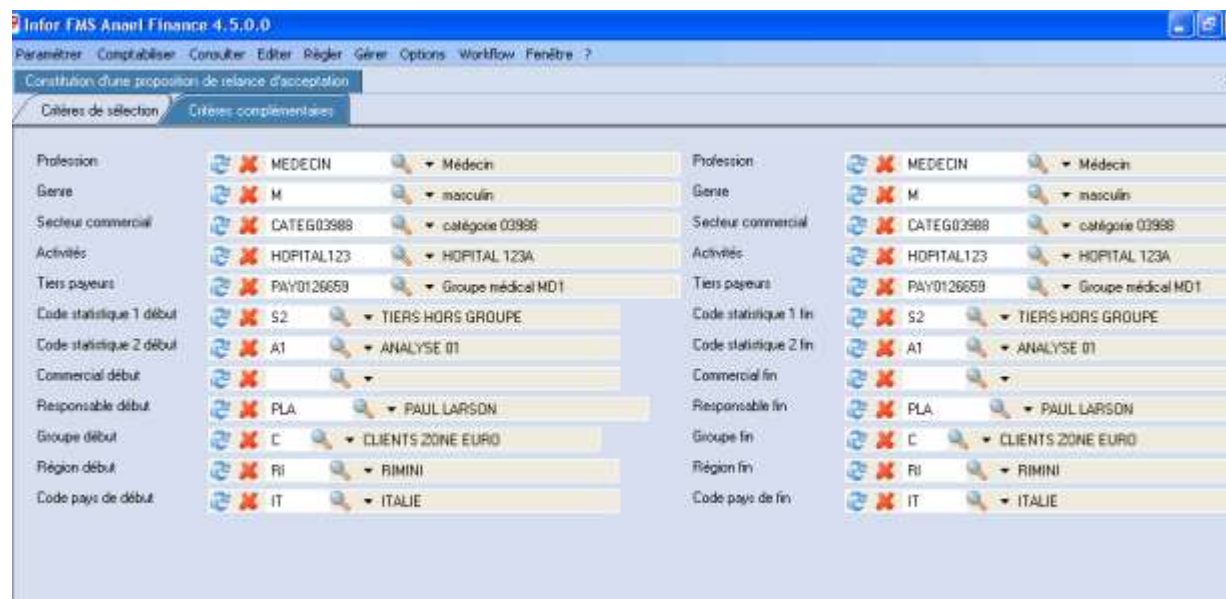 Infor FMS Anael Finance 4.5.0.0
Paramétrer Comptabiliser Consulter Editer Régler Gérer Options Workflow Fenêtre ?
Constitution d'une proposition de relance d'acceptation
Critères de sélection Critères complémentaires
Profession MEDECIN Médecin Profession MEDECIN Médecin
Genre M masculin Genre M masculin
Secteur commercial CATEG03988 catégorie 03988 Secteur commercial CATEG03988 catégorie 03988
Activités HOPITAL123 HOPITAL 123A Activités HOPITAL123 HOPITAL 123A
Tiers payeurs PAY0126659 Groupe médical MD1 Tiers payeurs PAY0126659 Groupe médical MD1
Code statistique 1 début S2 TIERS HORS GROUPE Code statistique 1 fin S2 TIERS HORS GROUPE
Code statistique 2 début A1 ANALYSE 01 Code statistique 2 fin A1 ANALYSE 01
Commercial début Commercial fin
Responsable début PLA PAUL LARSON Responsable fin PLA PAUL LARSON
Groupe début C CLIENTS ZONE EURO Groupe fin C CLIENTS ZONE EURO
Région début RI RIMINI Région fin RI RIMINI
Code pays de début IT ITALIE Code pays de fin IT ITALIE